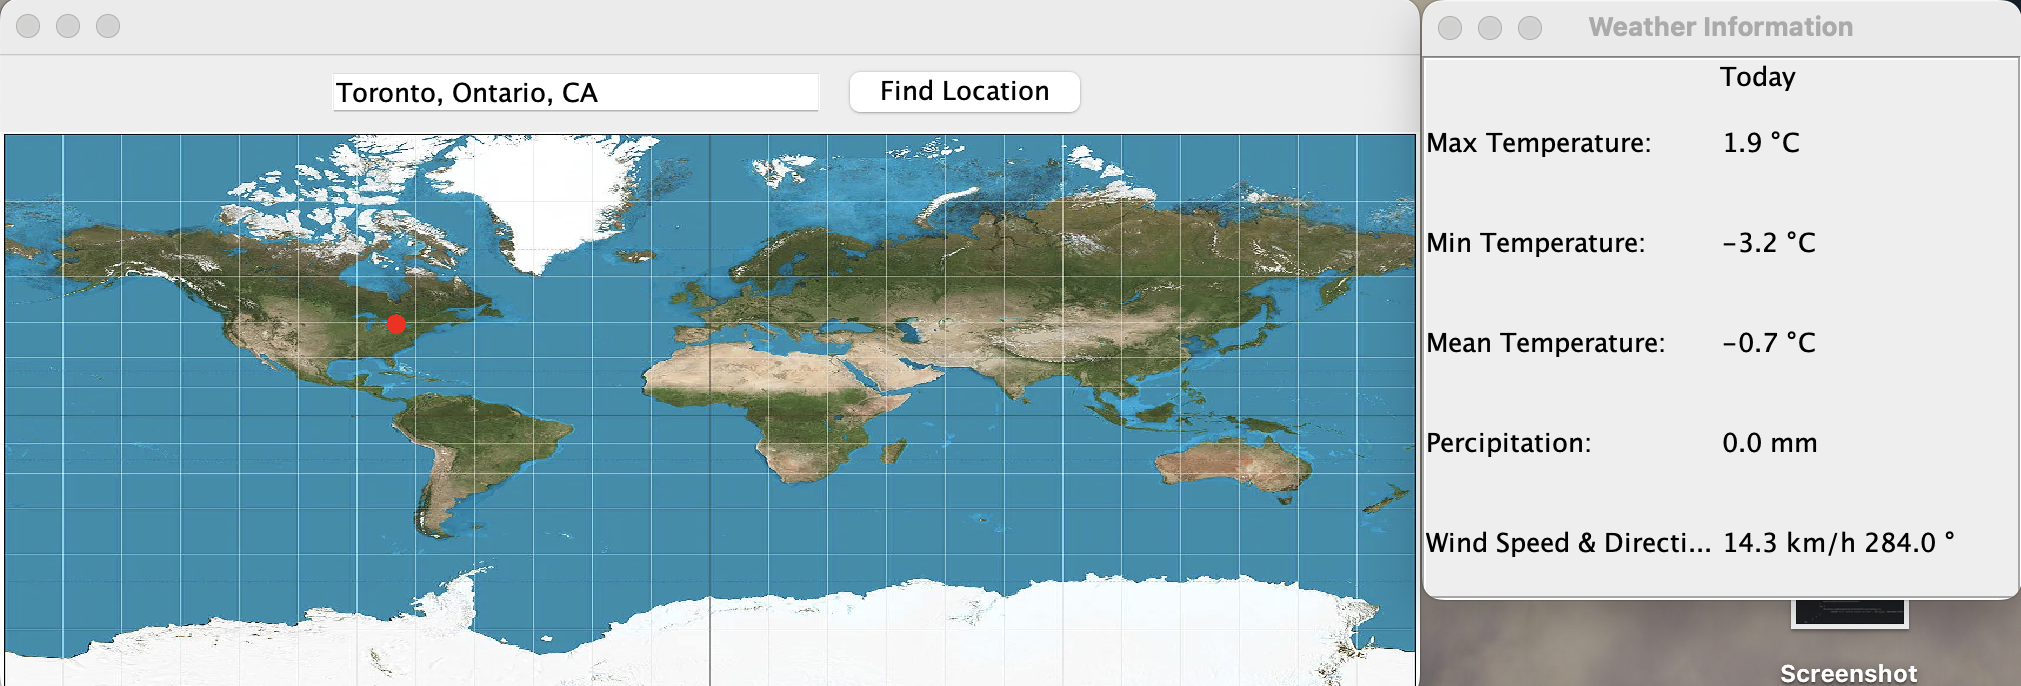 Toronto, Ontario, CA
Find Location
Weather Information
Today
Max Temperature: 1.9 °C
Min Temperature: -3.2 °C
Mean Temperature: -0.7 °C
Percipitation: 0.0 mm
Wind Speed & Directi... 14.3 km/h 284.0 °
Screenshot